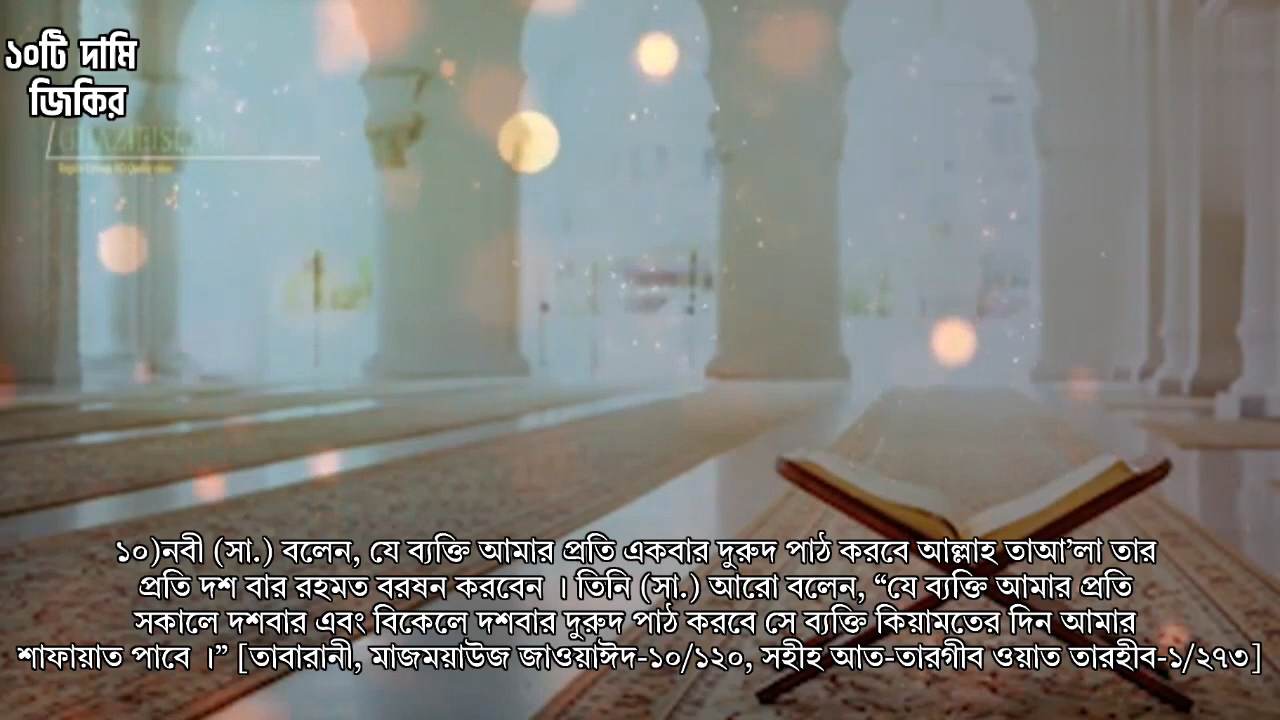 ১০টি দামি
জিকির
১০)নবী (সা.) বলেন, যে ব্যক্তি আমার প্রতি একবার দুরুদ পাঠ করবে আল্লাহ তাআ’লা তার
প্রতি দশ বার রহমত বরষন করবেন । তিনি (সা.) আরো বলেন, “যে ব্যক্তি আমার প্রতি
সকালে দশবার এবং বিকেলে দশবার দুরুদ পাঠ করবে সে ব্যক্তি কিয়ামতের দিন আমার
শাফায়াত পাবে ।” [তাবারানী, মাজময়াউজ জাওয়াঈদ-১০/১২০, সহীহ আত-তারগীব ওয়াত তারহীব-১/২৭৩]